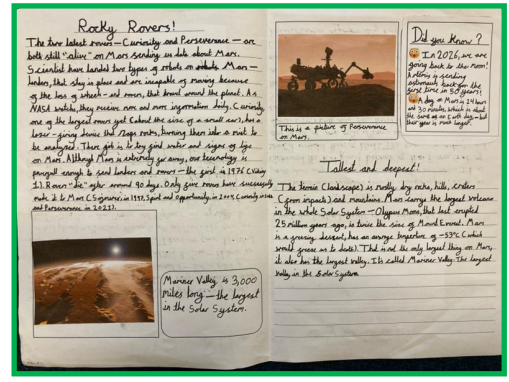 Rocky Rovers!
The two latest rovers – Curiosity and Perseverance – are
both still "alive" on Mars sending us data about Mars.
Scientist have landed two types of robots on Mars –
landers, that stay in place and are incapable of moving because
of the loss of wheels – and rovers, that travel around the planet. As
NASA watch, they receive more and more information daily. Curiosity,
one of the largest rovers yet (about the size of a small car), has a
laser – giving device that zaps rocks, turning them into a mist to
be analysed. There job is to try find water and signs of life
on Mars. Although Mars is extremely far away, our technology is
powerfull enough to send landers and rovers – the first in 1976 (Viking
1). Rovers "die" after around 90 days. Only five rovers have successfully
made it to Mars (Sojourner in 1997, Spirit and Opportunity, in 2004, Curiosity in
and Perseverance in 2021).
Mariner Valley is 3,000
miles long – the largest
in the Solar System.
This is a picture of Perseverance
on Mars.
Did you know?
In 2026, we are
going back to the moon!
Artemis is sending
astronauts back for the
first time in 50 years!
A day on Mars is 24 hours
and 30 minutes, which is about
the same as an Earth day – but
their year is much longer.
Tallest and deepest!
The terrain (landscape) is mostly dry rocks, hills, craters
(from impacts) and mountains. Mars carry the largest volcano
in the whole Solar System – Olypus Mons, that last erupted
25 million years ago, is twice the size of Mound Everest. Mars
is a freezing dessert, has an average temperature of -53°C (which
would freeze us to death). That is not the only largest thing on Mars,
it also has the largest valley. It's called Mariner Valley. The largest
valley in the Solar System